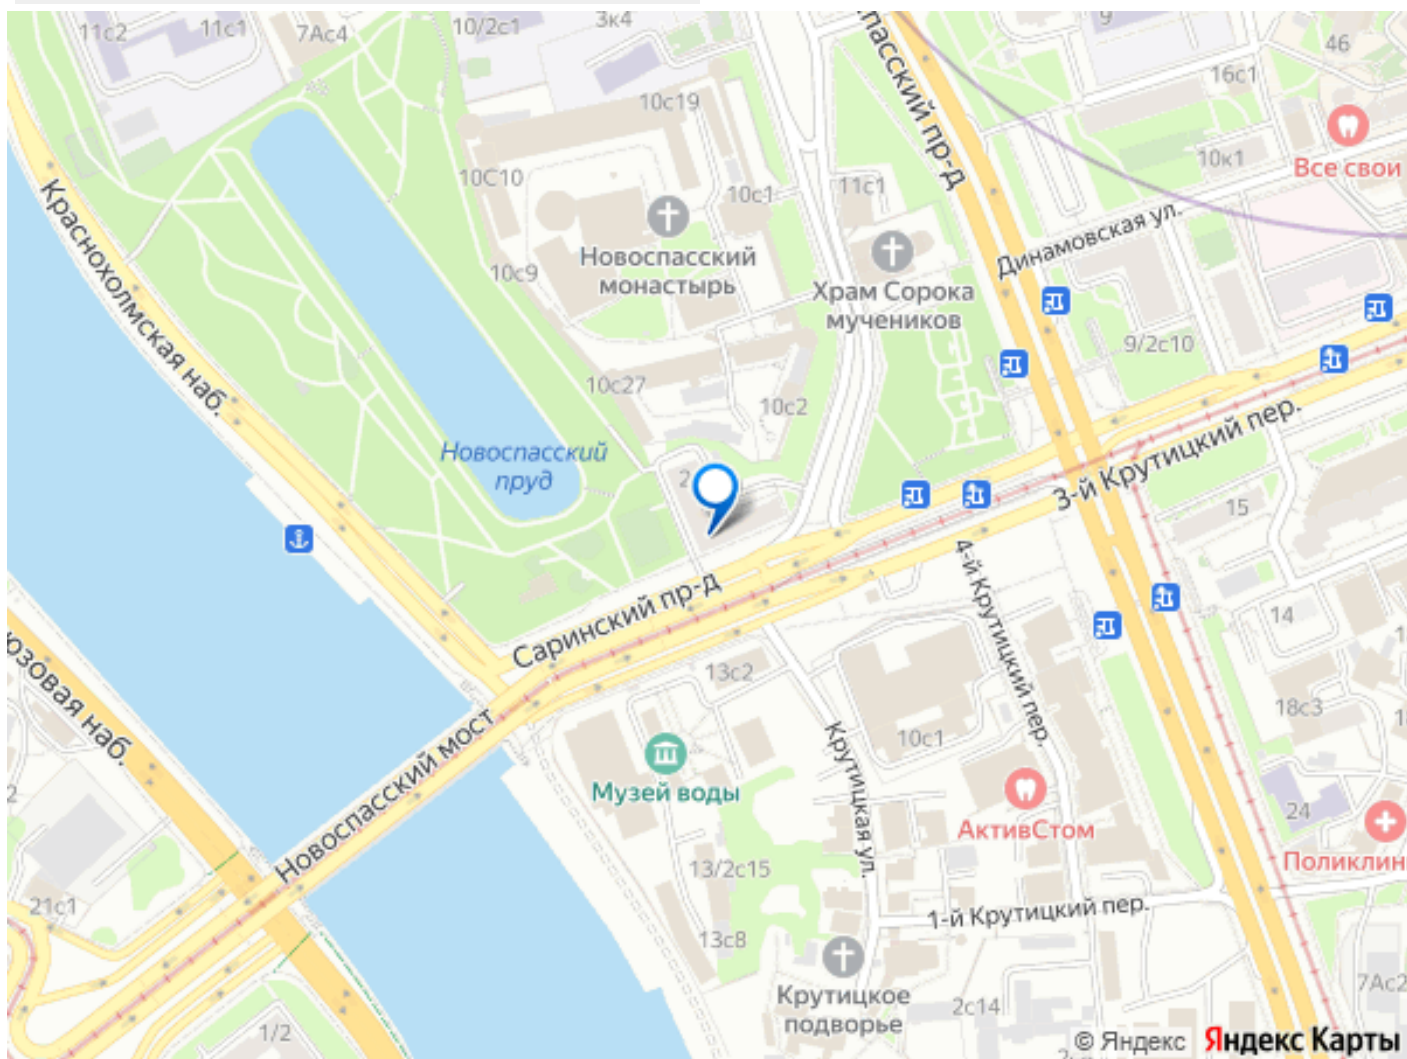 11с2
11с1
7Ас4
10/2с1
3к4
9
46
16с1
Все свои
10к1
10с19
10С10
10с1
11с1
Новоспасский
монастырь
10с9
Храм Сорока
мучеников
Динамовская ул.
пасский пр-д
Краснохолмская наб.
9/2с10
10с27
10с2
Новоспасский
пруд
2
3-й Крутицкий пер.
15
4-й Крутицкий пер.
Саринский пр-д
14
13с2
18с3
10с1
Крутицкая ул.
Музей воды
АктивСтом
24
Поликлин
Новоспасский мост
озовая наб.
2
13/2с15
21с1
1-й Крутицкий пер.
13с8
Крутицкое
подворье
2с14
7Ас2
1/2
© Яндекс Яндекс Карты